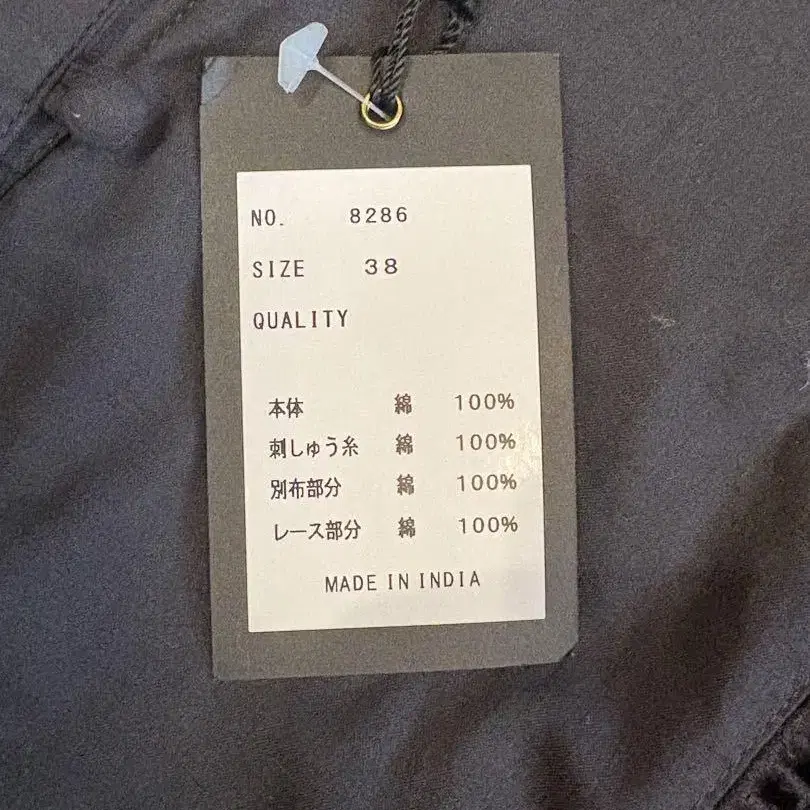 NO. 8286
SIZE 38
QUALITY
本体 綿 100%
刺しゅう糸 綿 100%
別布部分 綿 100%
レース部分 綿 100%
MADE IN INDIA